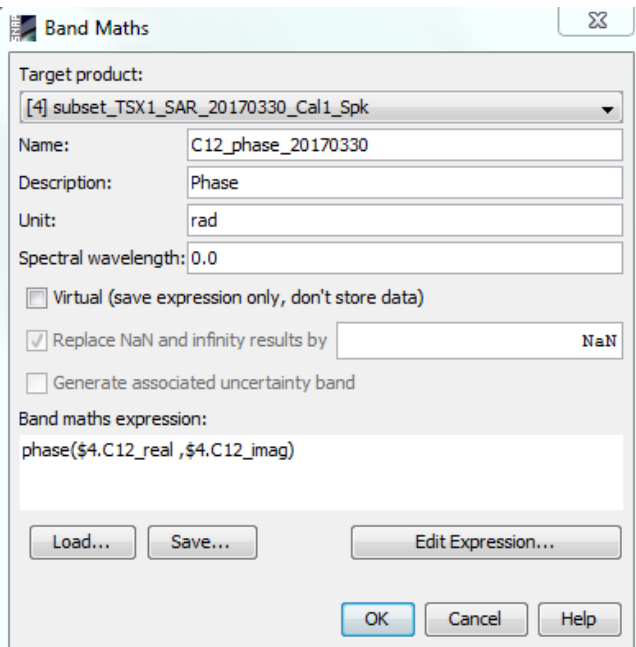 SNAP
Band Maths
Target product:
[4] subset_TSX1_SAR_20170330_Cal1_Spk
Name: C12_phase_20170330
Description: Phase
Unit: rad
Spectral wavelength: 0.0
Virtual (save expression only, don't store data)
Replace NaN and infinity results by NaN
Generate associated uncertainty band
Band maths expression:
phase($4.C12_real ,$4.C12_imag)
Load... Save... Edit Expression...
OK Cancel Help